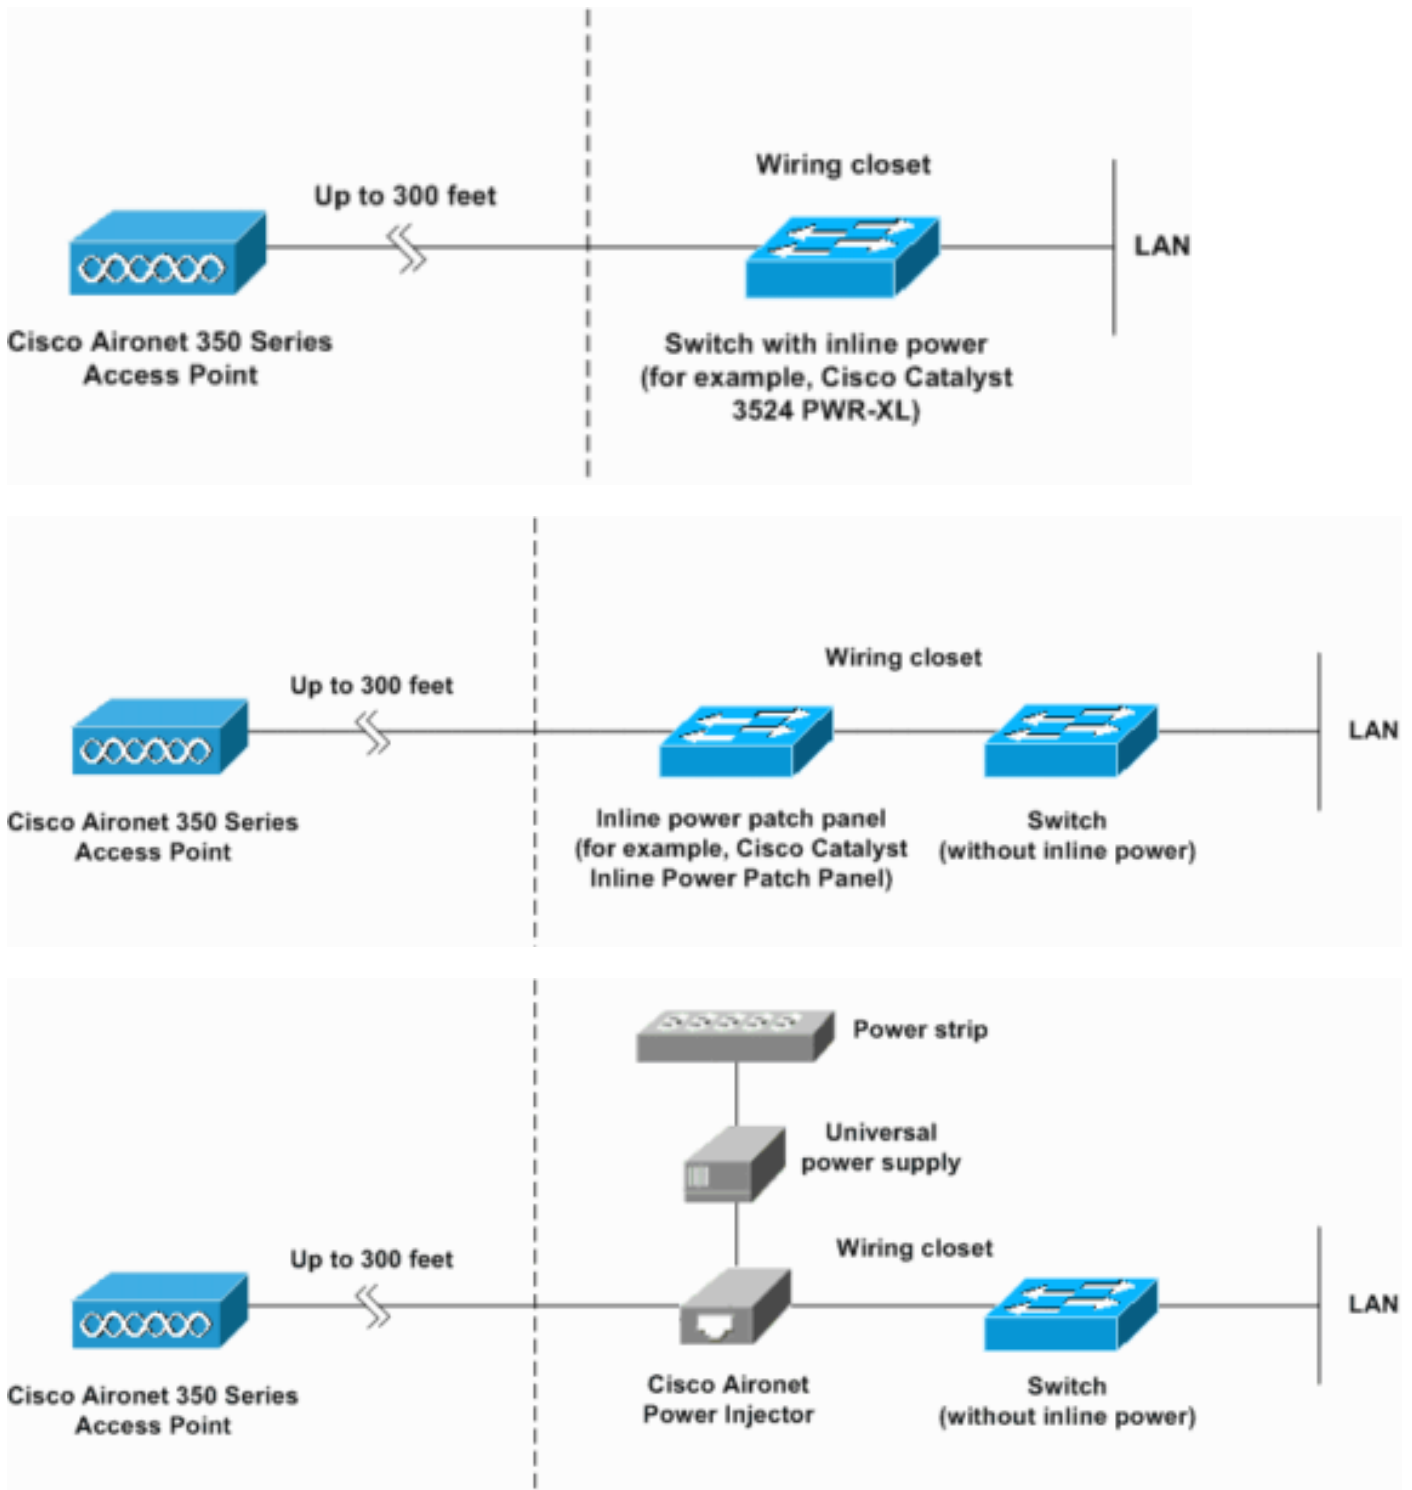 Wiring closet
Up to 300 feet
LAN
Cisco Aironet 350 Series
Access Point
Switch with inline power
(for example, Cisco Catalyst
3524 PWR-XL)
Wiring closet
Up to 300 feet
LAN
Cisco Aironet 350 Series
Access Point
Inline power patch panel
(for example, Cisco Catalyst
Inline Power Patch Panel)
Switch
(without inline power)
Power strip
Universal
power supply
Wiring closet
Up to 300 feet
LAN
Cisco Aironet 350 Series
Access Point
Cisco Aironet
Power Injector
Switch
(without inline power)